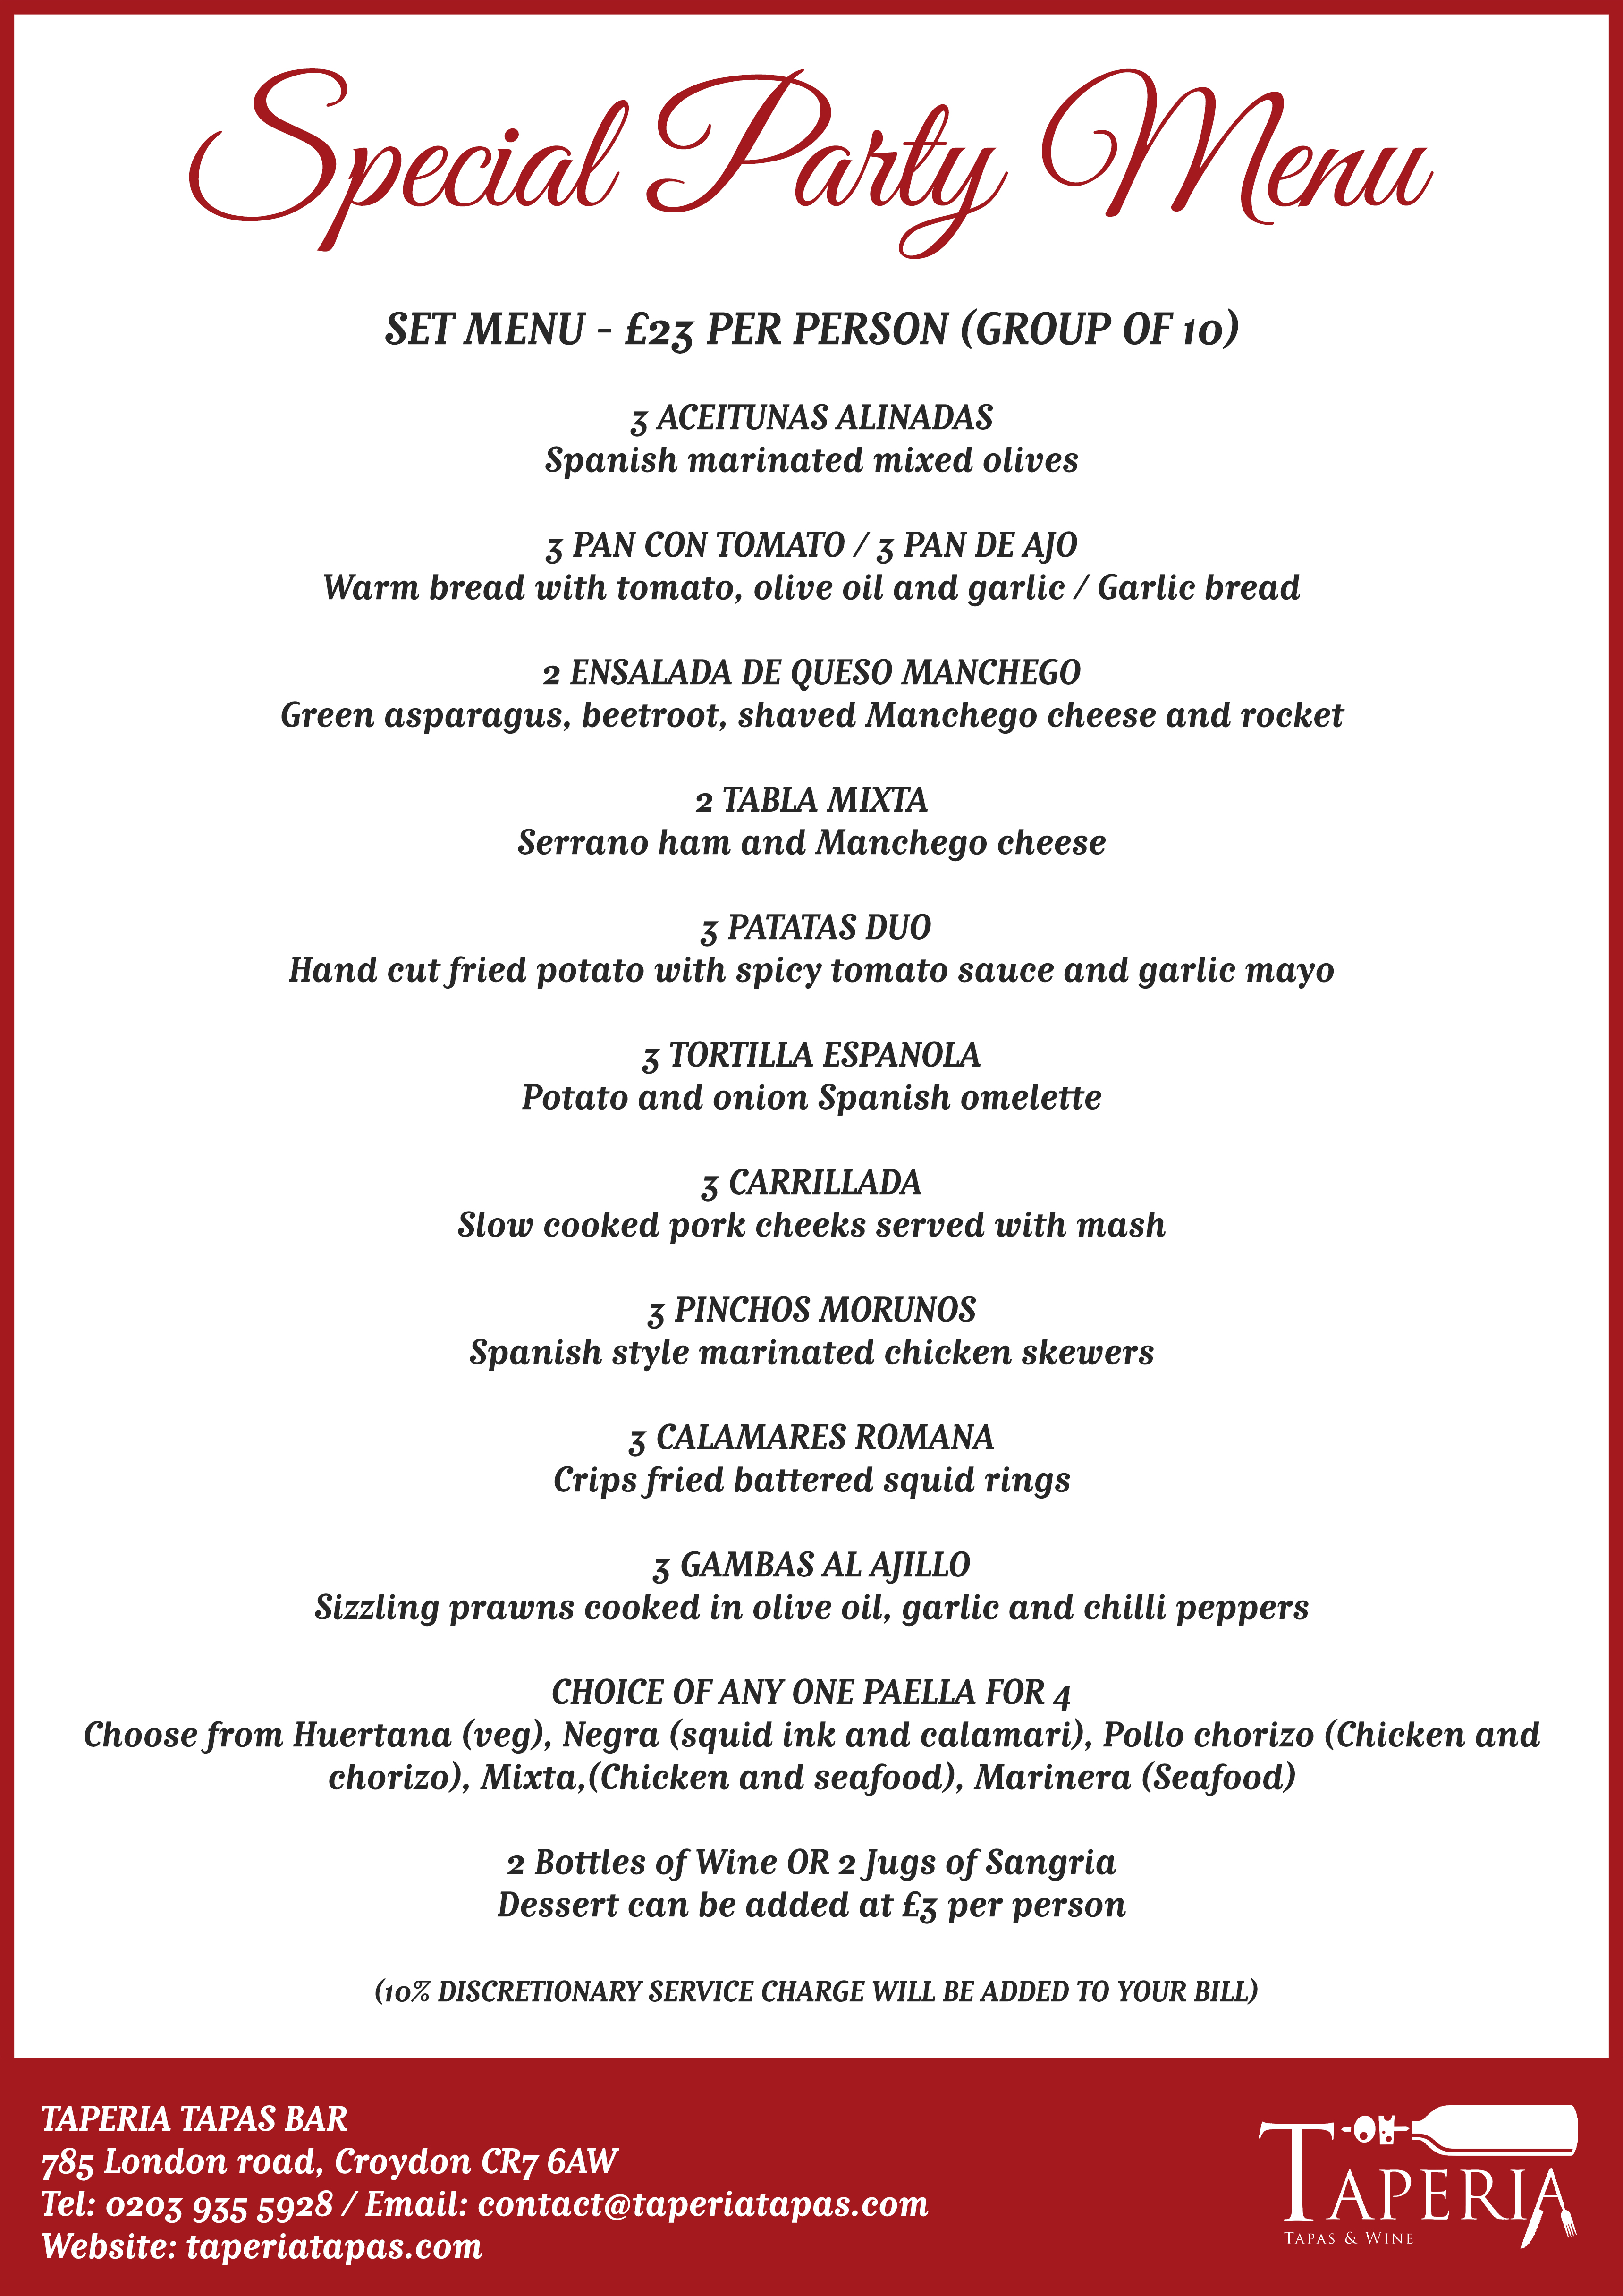 Special Party Menu
SET MENU - £23 PER PERSON (GROUP OF 10)
3 ACEITUNAS ALINADAS
Spanish marinated mixed olives
3 PAN CON TOMATO / 3 PAN DE AJO
Warm bread with tomato, olive oil and garlic / Garlic bread
2 ENSALADA DE QUESO MANCHEGO
Green asparagus, beetroot, shaved Manchego cheese and rocket
2 TABLA MIXTA
Serrano ham and Manchego cheese
3 PATATAS DUO
Hand cut fried potato with spicy tomato sauce and garlic mayo
3 TORTILLA ESPANOLA
Potato and onion Spanish omelette
3 CARRILLADA
Slow cooked pork cheeks served with mash
3 PINCHOS MORUNOS
Spanish style marinated chicken skewers
3 CALAMARES ROMANA
Crips fried battered squid rings
3 GAMBAS AL AJILLO
Sizzling prawns cooked in olive oil, garlic and chilli peppers
CHOICE OF ANY ONE PAELLA FOR 4
Choose from Huertana (veg), Negra (squid ink and calamari), Pollo chorizo (Chicken and
chorizo), Mixta,(Chicken and seafood), Marinera (Seafood)
2 Bottles of Wine OR 2 Jugs of Sangria
Dessert can be added at £3 per person
(10% DISCRETIONARY SERVICE CHARGE WILL BE ADDED TO YOUR BILL)
TAPERIA TAPAS BAR
785 London road, Croydon CR7 6AW
Tel: 0203 935 5928 / Email: contact@taperiatapas.com
Website: taperiatapas.com
TAPERIA
TAPAS & WINE